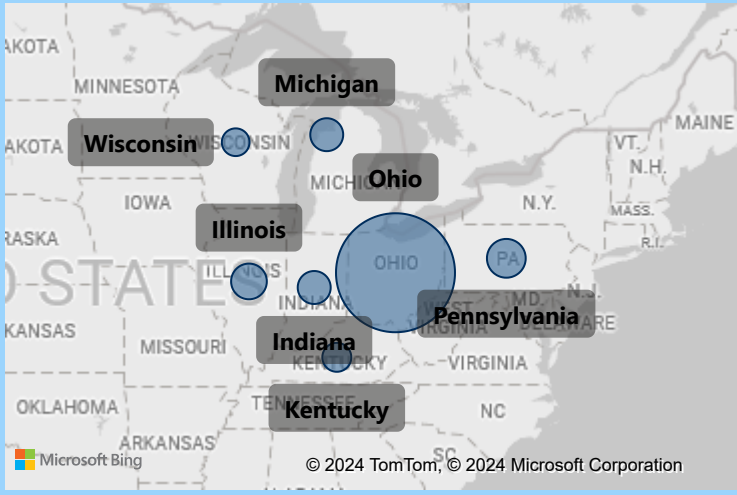 AKOTA
MINNESOTA
Michigan
MAINE
AKOTA
Wisconsin
WISCONSIN
VT.
N.H.
Ohio
MICHIGAN
IOWA
N.Y.
MASS.
Illinois
R.I.
RASKA
OHIO
PA
ILLINOIS
D STATES
INDIANA
MD.
N.J.
WEST
VIRGINIA
Pennsylvania
DELAWARE
KANSAS
MISSOURI
Indiana
KENTUCKY
VIRGINIA
TENNESSEE
Kentucky
OKLAHOMA
NC
ARKANSAS
SC
Microsoft Bing
© 2024 TomTom, © 2024 Microsoft Corporation